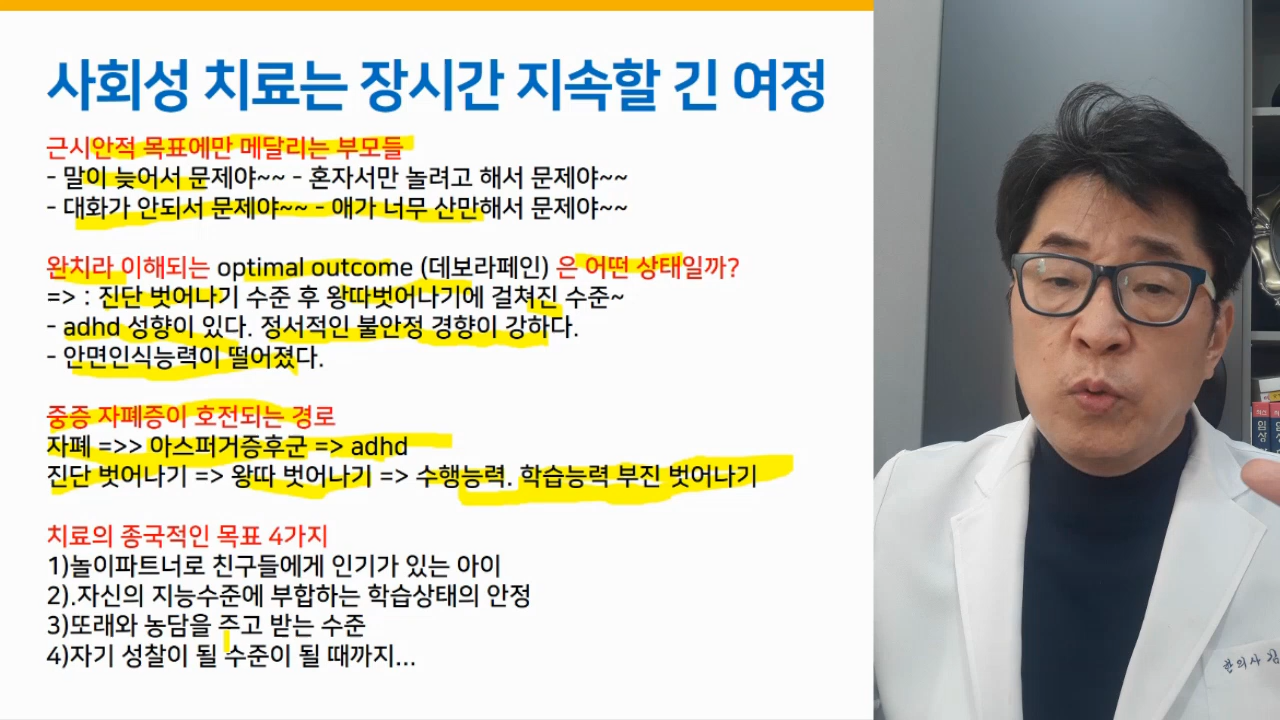 사회성 치료는 장시간 지속할 긴 여정
근시안적 목표에만 메달리는 부모들
- 말이 늦어서 문제야~~ - 혼자서만 놀려고 해서 문제야~~
- 대화가 안되서 문제야~~ - 애가 너무 산만해서 문제야~~
완치라 이해되는 optimal outcome (데보라페인) 은 어떤 상태일까?
=> : 진단 벗어나기 수준 후 왕따벗어나기에 걸쳐진 수준~
- adhd 성향이 있다. 정서적인 불안정 경향이 강하다.
- 안면인식능력이 떨어졌다.
중증 자폐증이 호전되는 경로
자폐 =>> 아스퍼거증후군 => adhd
진단 벗어나기 => 왕따 벗어나기 => 수행능력. 학습능력 부진 벗어나기
치료의 종국적인 목표 4가지
1)놀이파트너로 친구들에게 인기가 있는 아이
2).자신의 지능수준에 부합하는 학습상태의 안정
3)또래와 농담을 주고 받는 수준
4)자기 성찰이 될 수준이 될 때까지...
한의사 김
임상